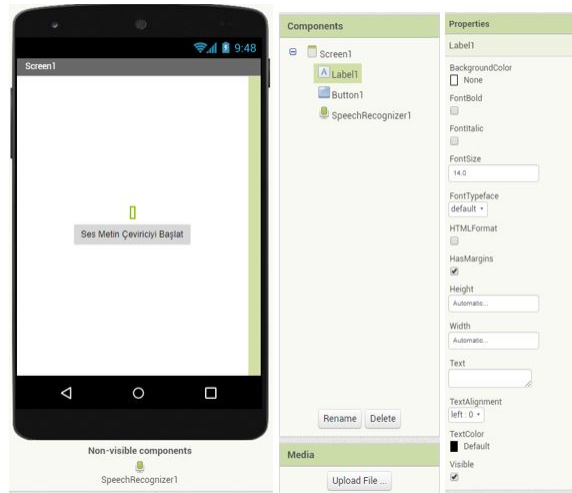 9:48
Screen1
Ses Metin Çeviriciyi Başlat
Non-visible components
SpeechRecognizer1
Components
Screen1
A Label1
Button1
SpeechRecognizer1
Rename Delete
Media
Upload File ...
Properties
Label1
BackgroundColor
None
FontBold
FontItalic
FontSize
14.0
FontTypeface
default
HTMLFormat
HasMargins
Height
Automatic...
Width
Automatic...
Text
TextAlignment
left : 0
TextColor
Default
Visible